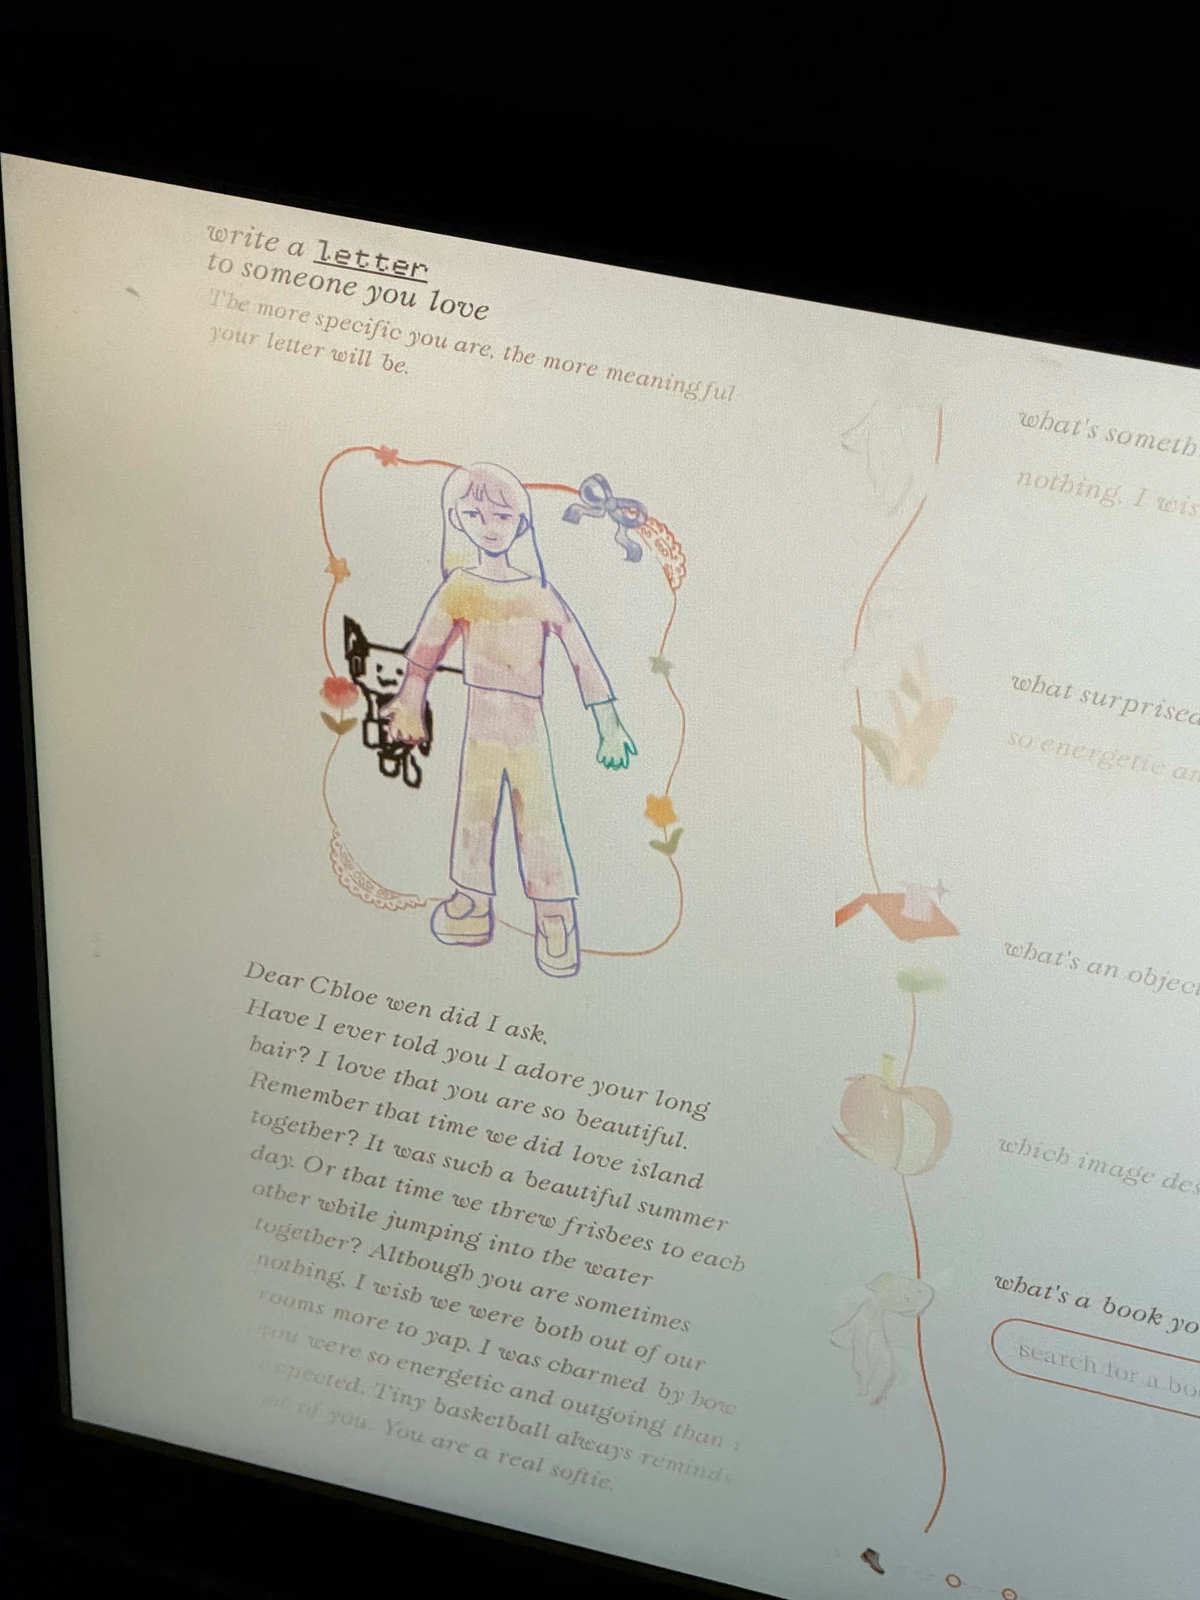 write a letter
to someone you love
The more specific you are, the more meaningful
your letter will be.
Dear Chloe wen did I ask,
Have I ever told you I adore your long
hair? I love that you are so beautiful.
Remember that time we did love island
together? It was such a beautiful summer
day. Or that time we threw frisbees to each
other while jumping into the water
together? Although you are sometimes
nothing, I wish we were both out of our
rooms more to yap. I was charmed by how
you were so energetic and outgoing than i
expected. Tiny basketball always reminds
me of you. You are a real softie.
what's someth
nothing, I wis
what surprised
so energetic an
what's an object
which image des
what's a book yo
search for a bo